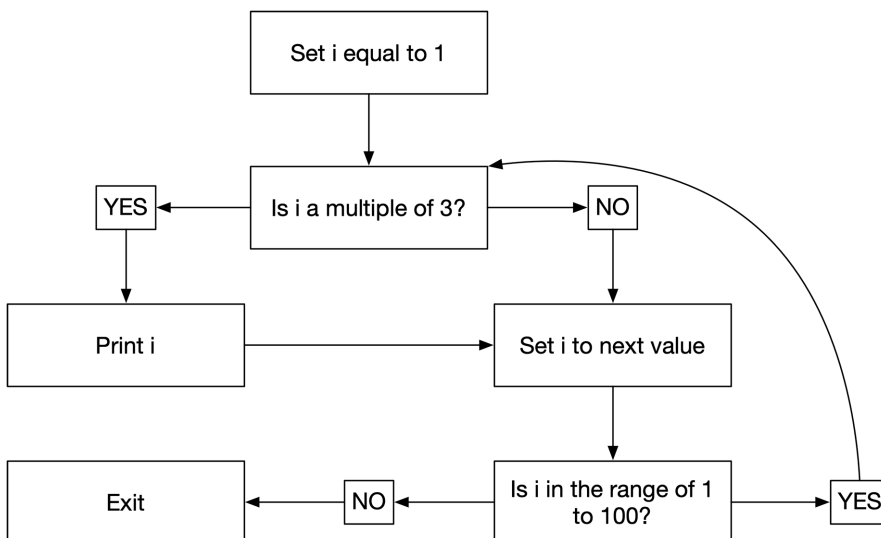 Set i equal to 1
YES
Is i a multiple of 3?
NO
Print i
Set i to next value
Exit
NO
Is i in the range of 1
to 100?
YES